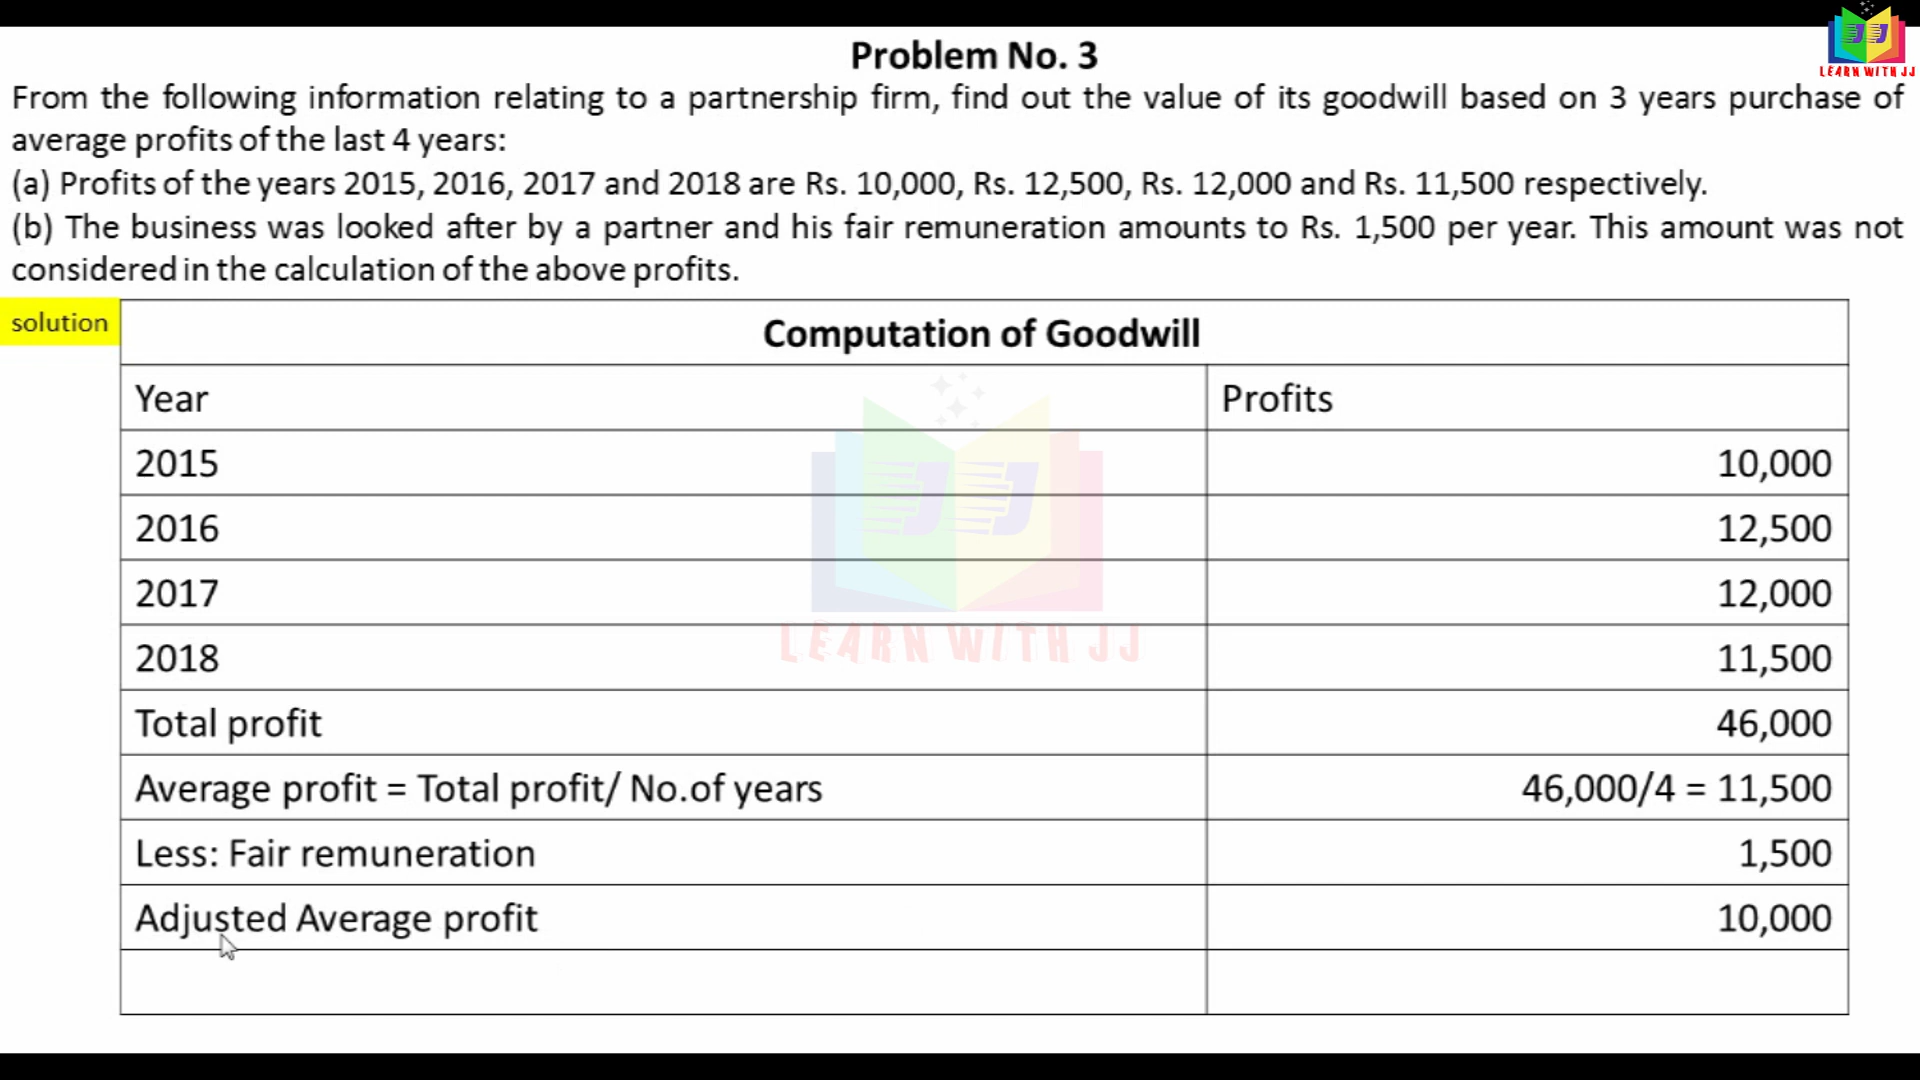 LEARN WITH JJ
Problem No. 3
From the following information relating to a partnership firm, find out the value of its goodwill based on 3 years purchase of
average profits of the last 4 years:
(a) Profits of the years 2015, 2016, 2017 and 2018 are Rs. 10,000, Rs. 12,500, Rs. 12,000 and Rs. 11,500 respectively.
(b) The business was looked after by a partner and his fair remuneration amounts to Rs. 1,500 per year. This amount was not
considered in the calculation of the above profits.
solution
Computation of Goodwill
Year Profits
2015 10,000
2016 12,500
2017 12,000
2018 11,500
Total profit 46,000
Average profit = Total profit/ No.of years 46,000/4 = 11,500
Less: Fair remuneration 1,500
Adjusted Average profit 10,000
JJ
LEARN WITH JJ